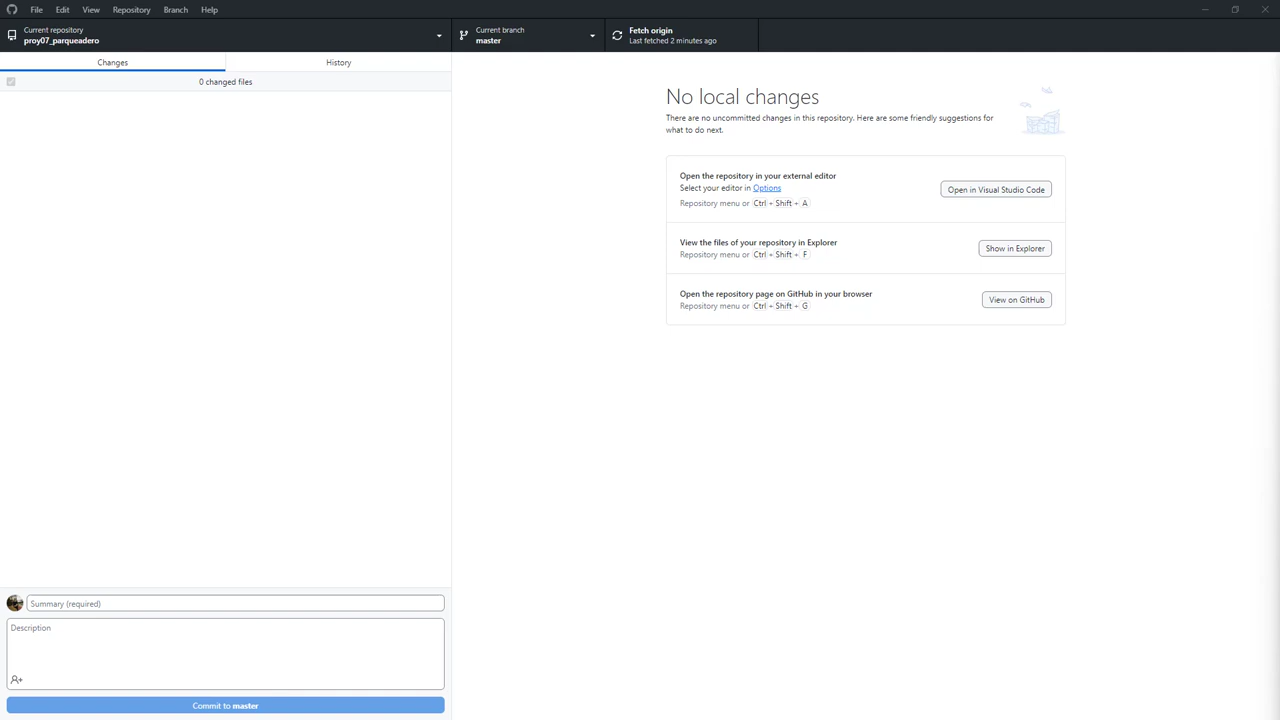 File Edit View Repository Branch Help
Current repository
proy07_parqueadero
Current branch
master
Fetch origin
Last fetched 2 minutes ago
Changes
History
0 changed files
No local changes
There are no uncommitted changes in this repository. Here are some friendly suggestions for
what to do next.
Open the repository in your external editor
Select your editor in Options
Repository menu or Ctrl + Shift + A
Open in Visual Studio Code
View the files of your repository in Explorer
Repository menu or Ctrl + Shift + F
Show in Explorer
Open the repository page on GitHub in your browser
Repository menu or Ctrl + Shift + G
View on GitHub
Summary (required)
Description
Commit to master